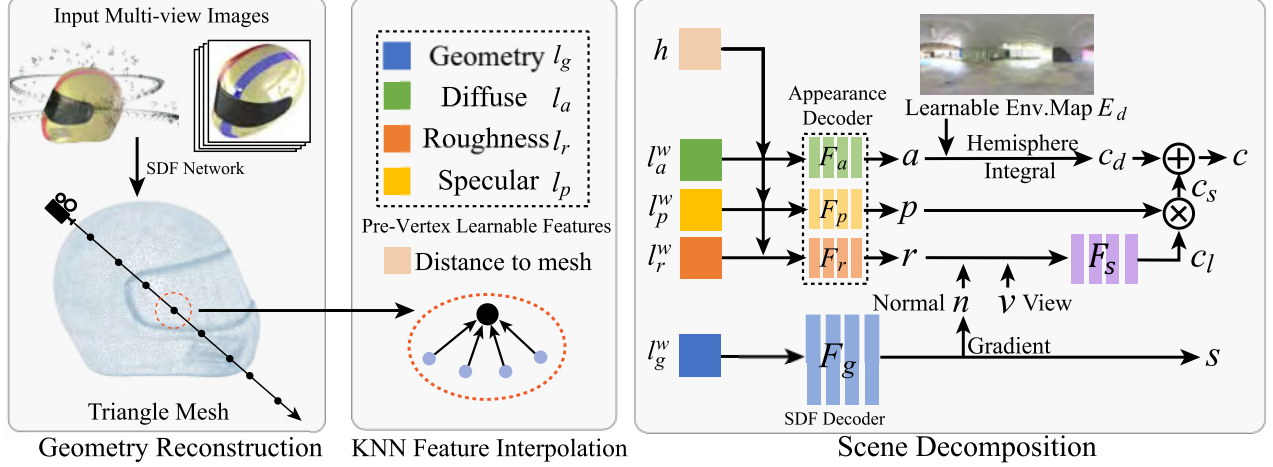 Input Multi-view Images
SDF Network
Triangle Mesh
Geometry Reconstruction
Geometry l_g
Diffuse l_a
Roughness l_r
Specular l_p
Pre-Vertex Learnable Features
Distance to mesh
KNN Feature Interpolation
h
Appearance
Decoder
Learnable Env.Map E_d
l_a^w F_a a Hemisphere
Integral c_d c
c_s
l_p^w F_p p
l_r^w F_r r F_s c_l
Normal n v View
Gradient
l_g^w F_g s
SDF Decoder
Scene Decomposition